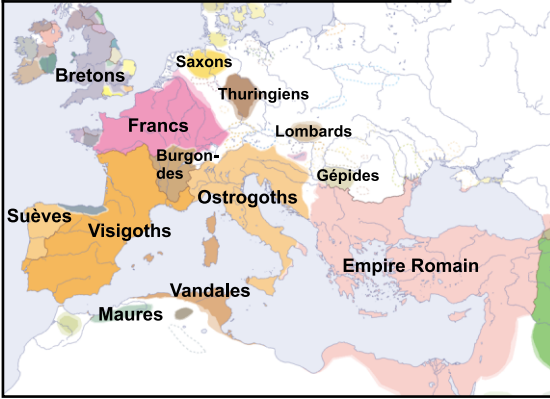 Saxons
Bretons
Thuringiens
Francs
Lombards
Burgon-
des
Gépides
Ostrogoths
Suèves
Visigoths
Empire Romain
Vandales
Maures